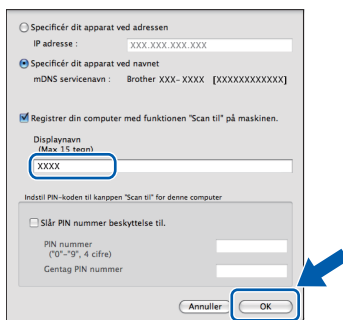 Specificér dit apparat ved adressen
IP adresse : XXX.XXX.XXX.XXX
Specificér dit apparat ved navnet
mDNS servicenavn : Brother XXX-XXXX [XXXXXXXXXXXX]
Registrer din computer med funktionen "Scan til" på maskinen.
Displaynavn
(Max 15 tegn)
XXXX
Indstil PIN-koden til kanppen "Scan til" for denne computer
Slår PIN nummer beskyttelse til.
PIN nummer
("0"-"9", 4 cifre)
Gentag PIN nummer
Annuller OK